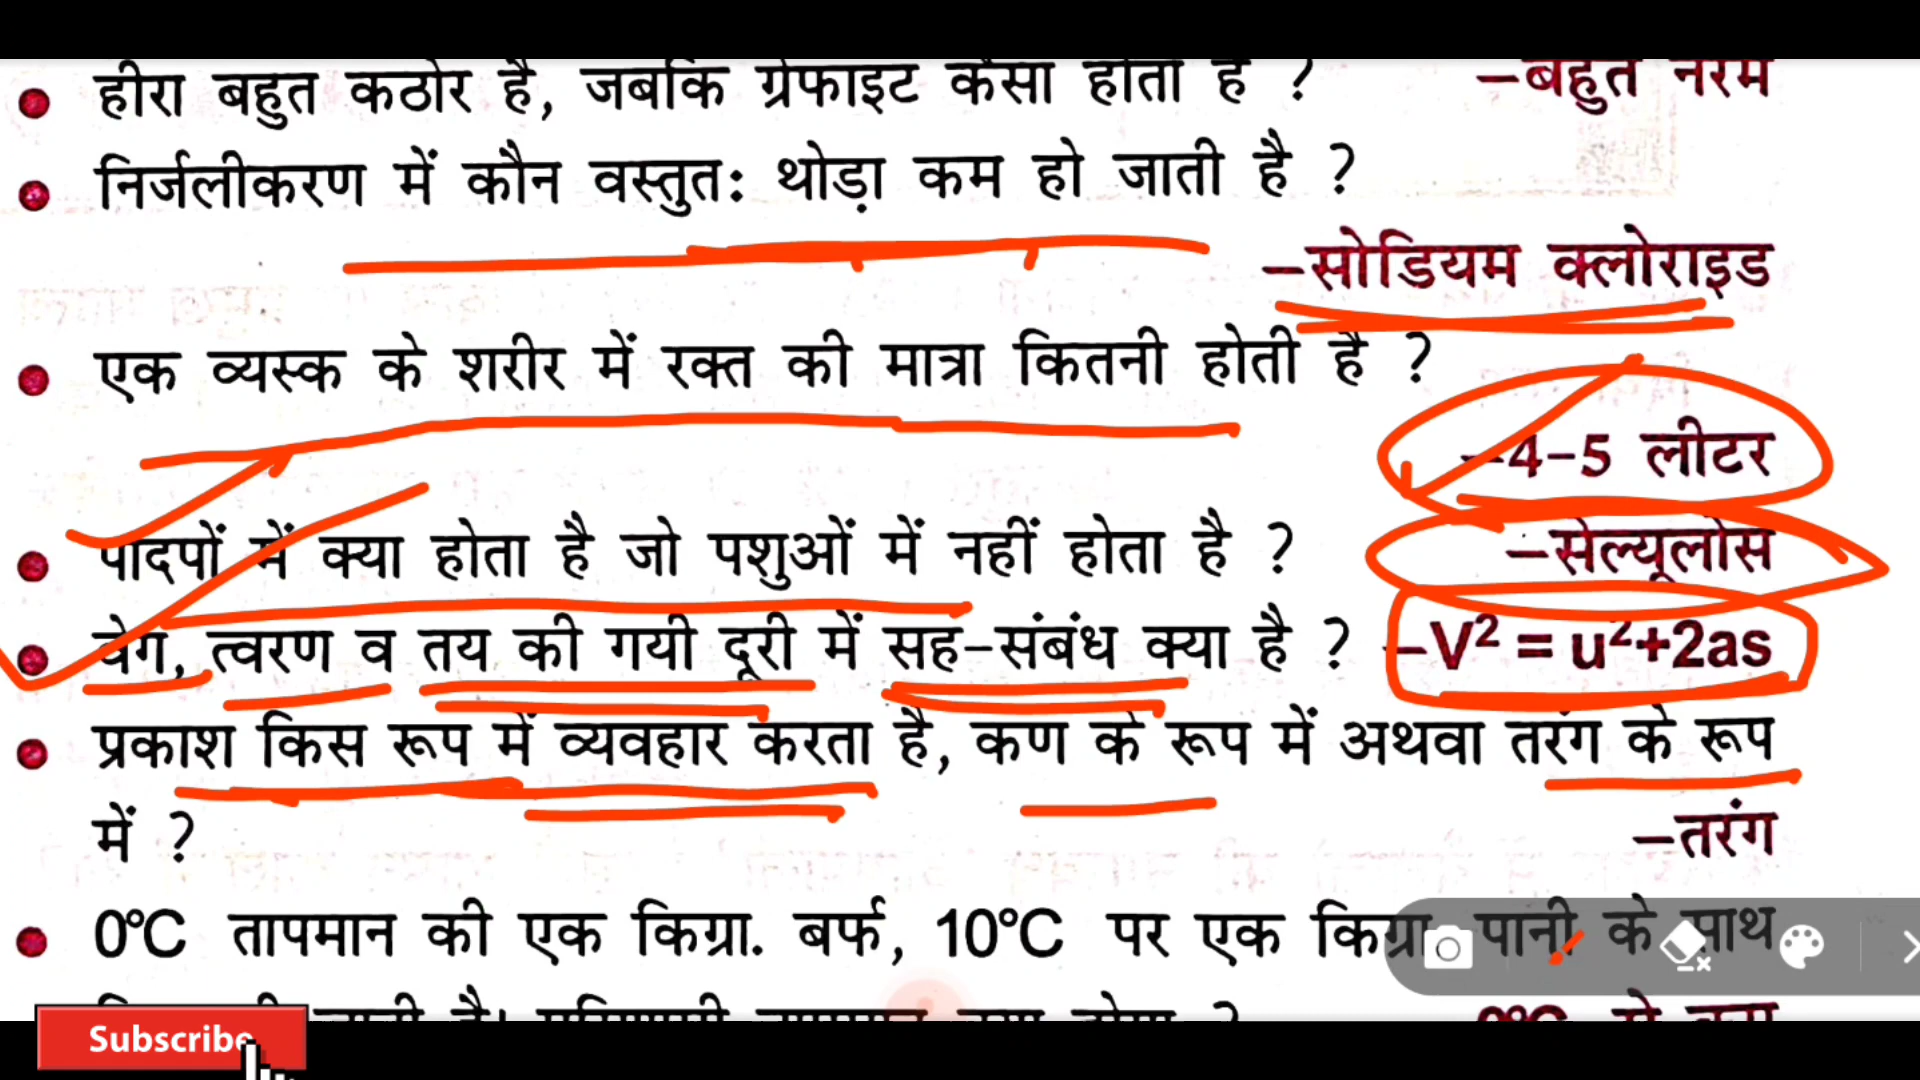 हीरा बहुत कठोर है, जबकि ग्रेफाइट कैसा होता है ? –बहुत नरम
निर्जलीकरण में कौन वस्तुतः थोड़ा कम हो जाती है ?
–सोडियम क्लोराइड
एक व्यस्क के शरीर में रक्त की मात्रा कितनी होती है ?
–4–5 लीटर
पादपों में क्या होता है जो पशुओं में नहीं होता है ? –सेल्यूलोस
वेग, त्वरण व तय की गयी दूरी में सह–संबंध क्या है ? –V² = u²+2as
प्रकाश किस रूप में व्यवहार करता है, कण के रूप में अथवा तरंग के रूप
में ? –तरंग
0°C तापमान की एक किग्रा. बर्फ, 10°C पर एक किग्रा. पानी के साथ
Subscribe